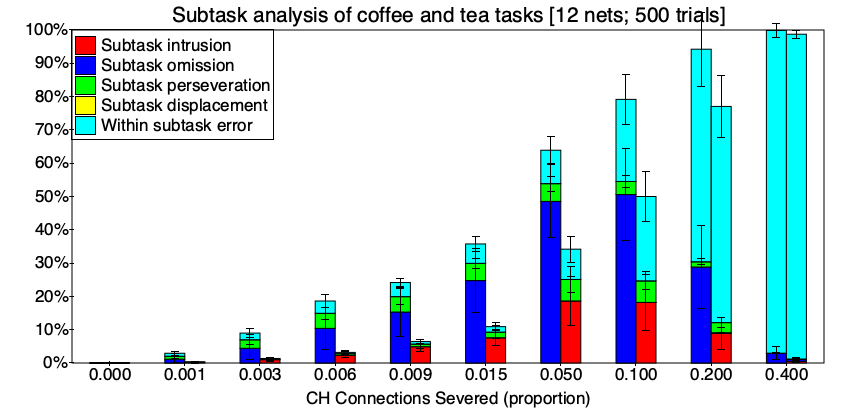 Subtask analysis of coffee and tea tasks [12 nets; 500 trials]
100%
90%
80%
70%
60%
50%
40%
30%
20%
10%
0%
Subtask intrusion
Subtask omission
Subtask perseveration
Subtask displacement
Within subtask error
0.000 0.001 0.003 0.006 0.009 0.015 0.050 0.100 0.200 0.400
CH Connections Severed (proportion)